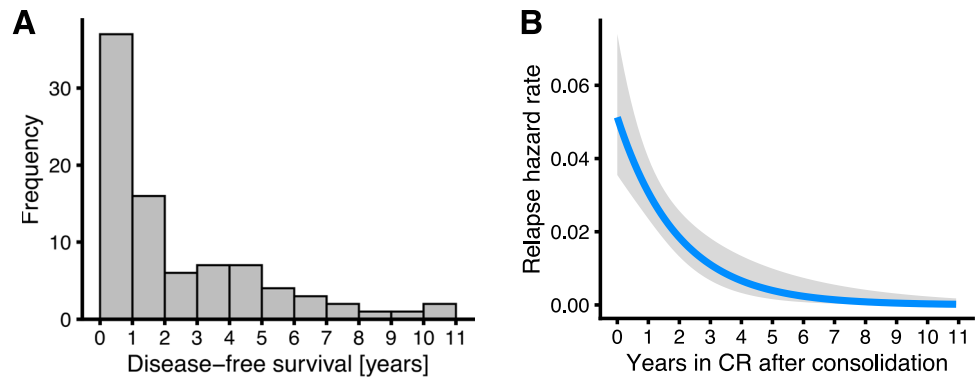 A
Frequency
30
20
10
0
0 1 2 3 4 5 6 7 8 9 10 11
Disease–free survival [years]
B
Relapse hazard rate
0.06
0.04
0.02
0.00
0 1 2 3 4 5 6 7 8 9 10 11
Years in CR after consolidation